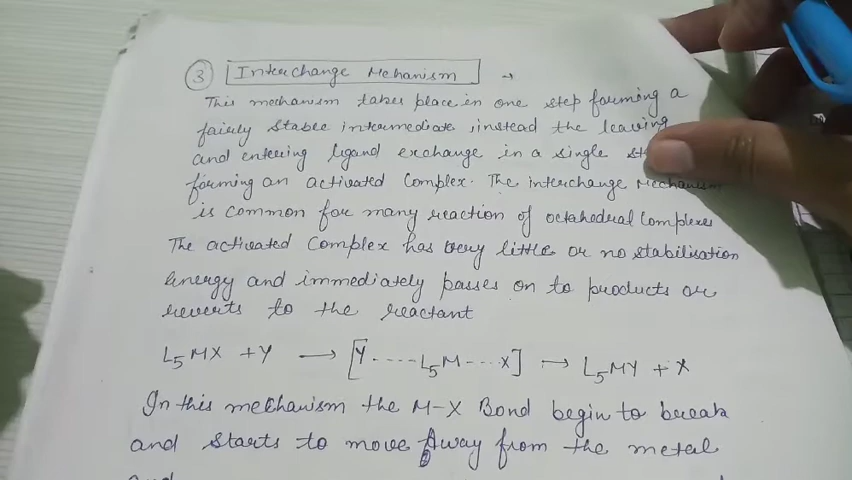 ③ Interchange Mehanism →
This mechanism takes place in one step forming a
fairly stable intermediate, instead the leaving
and entering ligand exchange in a single
forming an activated Complex. The interchange Mechanism
is common for many reaction of octahedral Complexes
The activated Complex has very little or no stabilisation
energy and immediately passes on to products or
reverts to the reactant
L₅MX + Y ⟶ [Y ---- L₅M --- X] ⟶ L₅MY + X
In this mechanism the M-X Bond begin to break
and starts to move Away from the metal